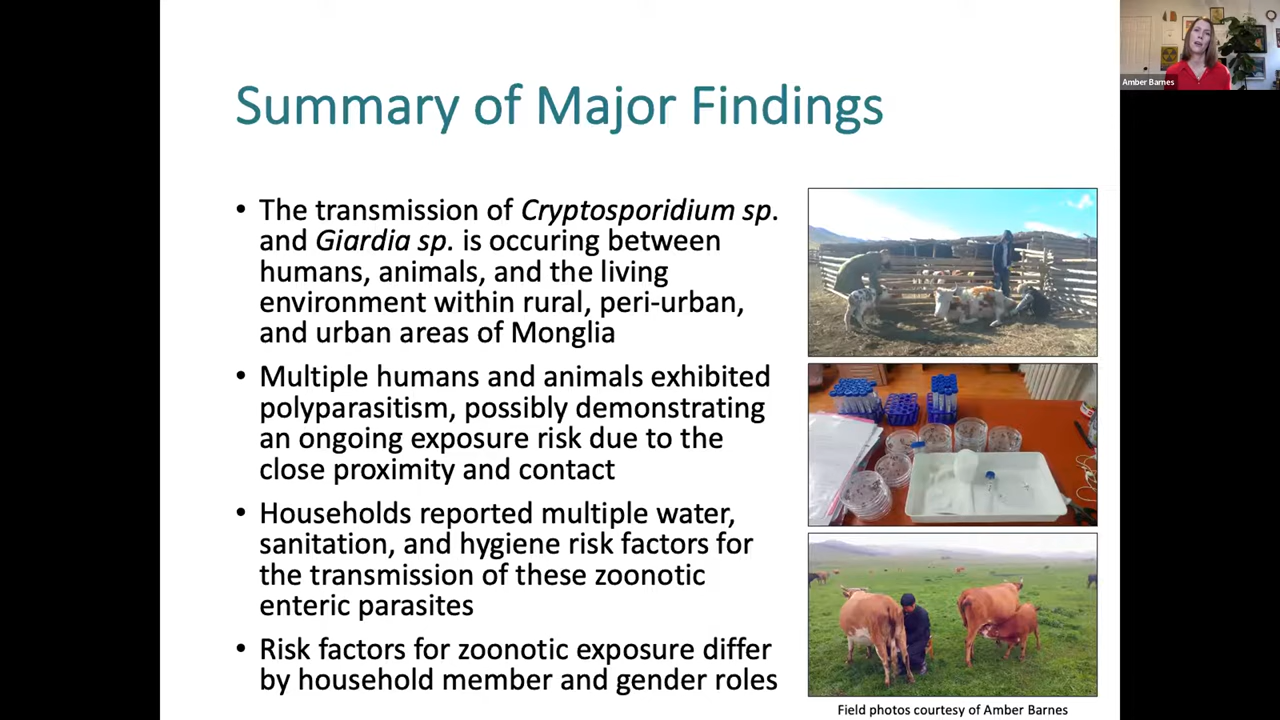 Amber Barnes
Summary of Major Findings
• The transmission of Cryptosporidium sp.
and Giardia sp. is occuring between
humans, animals, and the living
environment within rural, peri-urban,
and urban areas of Monglia
• Multiple humans and animals exhibited
polyparasitism, possibly demonstrating
an ongoing exposure risk due to the
close proximity and contact
• Households reported multiple water,
sanitation, and hygiene risk factors for
the transmission of these zoonotic
enteric parasites
• Risk factors for zoonotic exposure differ
by household member and gender roles
Field photos courtesy of Amber Barnes